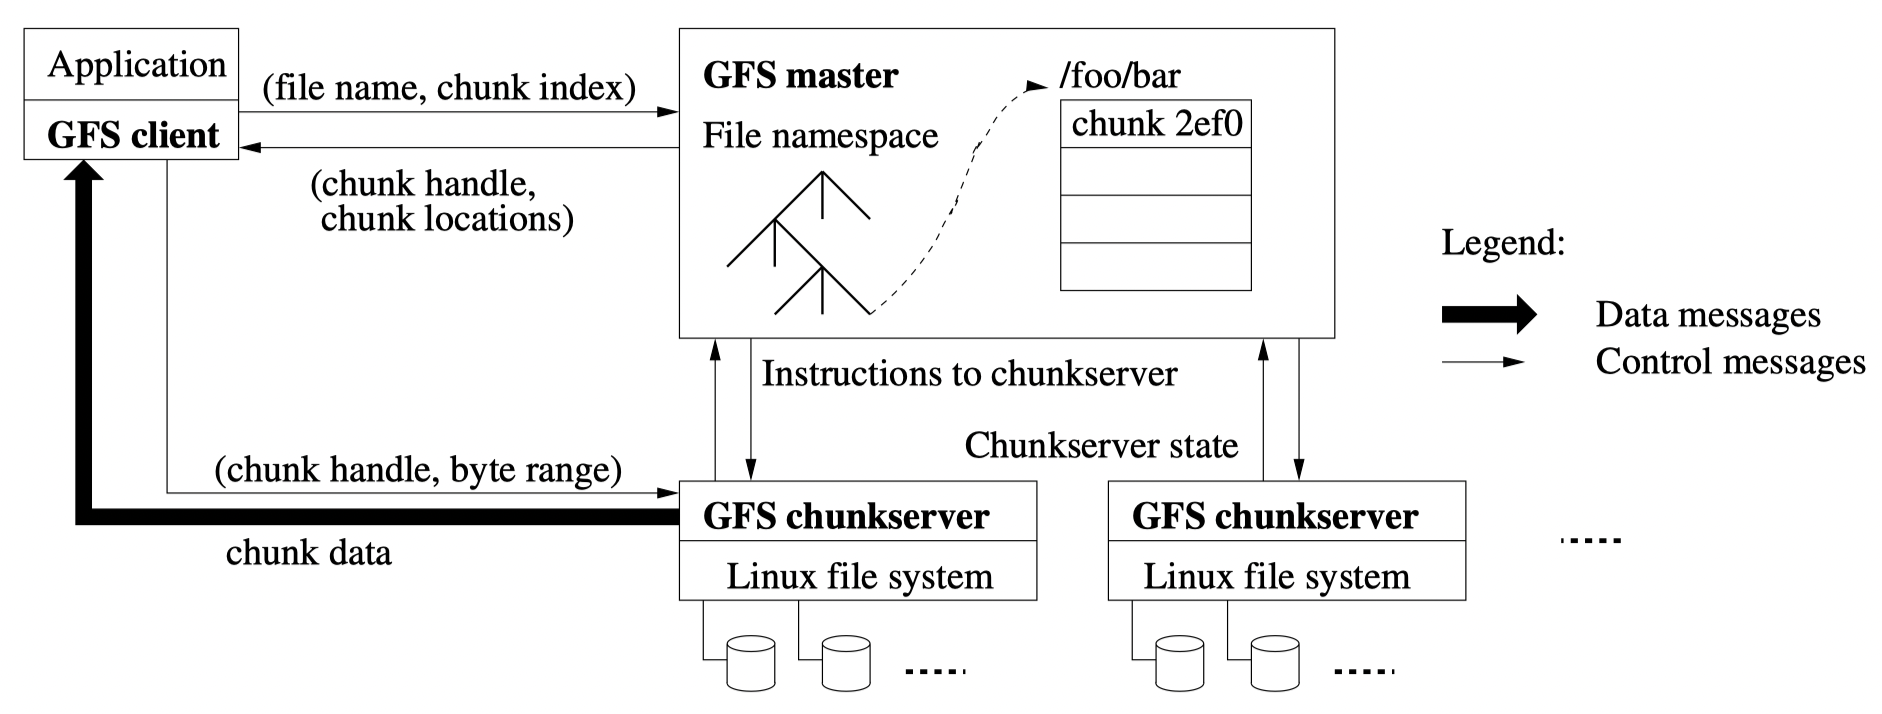 Application
GFS client
(file name, chunk index)
(chunk handle,
chunk locations)
GFS master
File namespace
/foo/bar
chunk 2ef0
Legend:
Data messages
Control messages
Instructions to chunkserver
Chunkserver state
(chunk handle, byte range)
chunk data
GFS chunkserver
Linux file system
GFS chunkserver
Linux file system